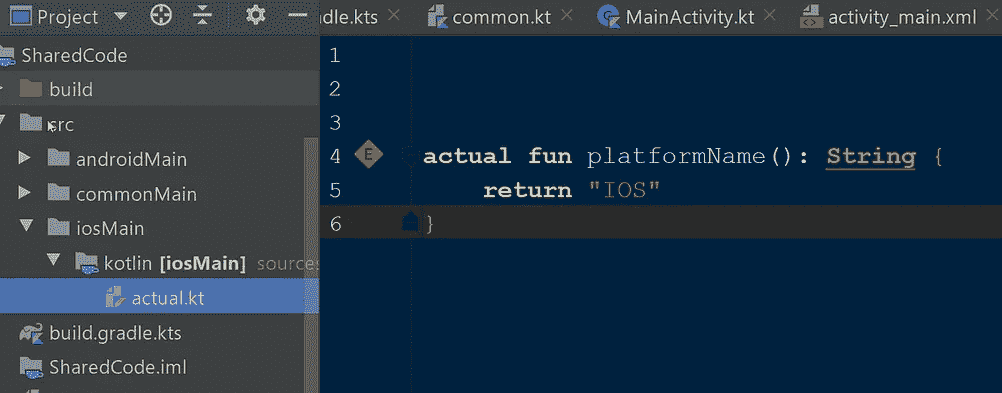 Project
dle.kts
common.kt
MainActivity.kt
activity_main.xml
SharedCode
build
src
androidMain
commonMain
iosMain
kotlin [iosMain] sources
actual.kt
build.gradle.kts
SharedCode.iml
1
2
3
4 E actual fun platformName(): String {
5 return "IOS"
6 }